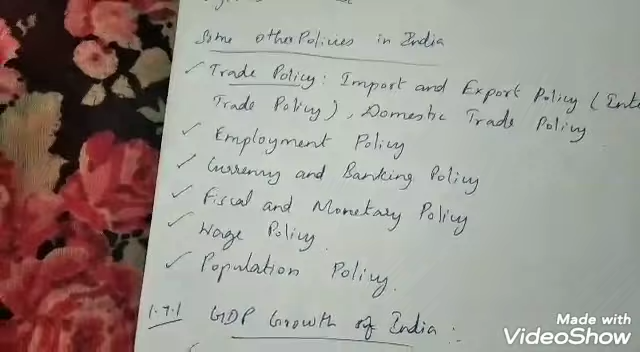 Some other Policies in India
✓ Trade Policy: Import and Export Policy (Inte
Trade Policy), Domestic Trade Policy
✓ Employment Policy
✓ Currency and Banking Policy
✓ Fiscal and Monetary Policy
✓ Wage Policy
✓ Population Policy.
1.7.1 GDP Growth of India:
Made with
VideoShow